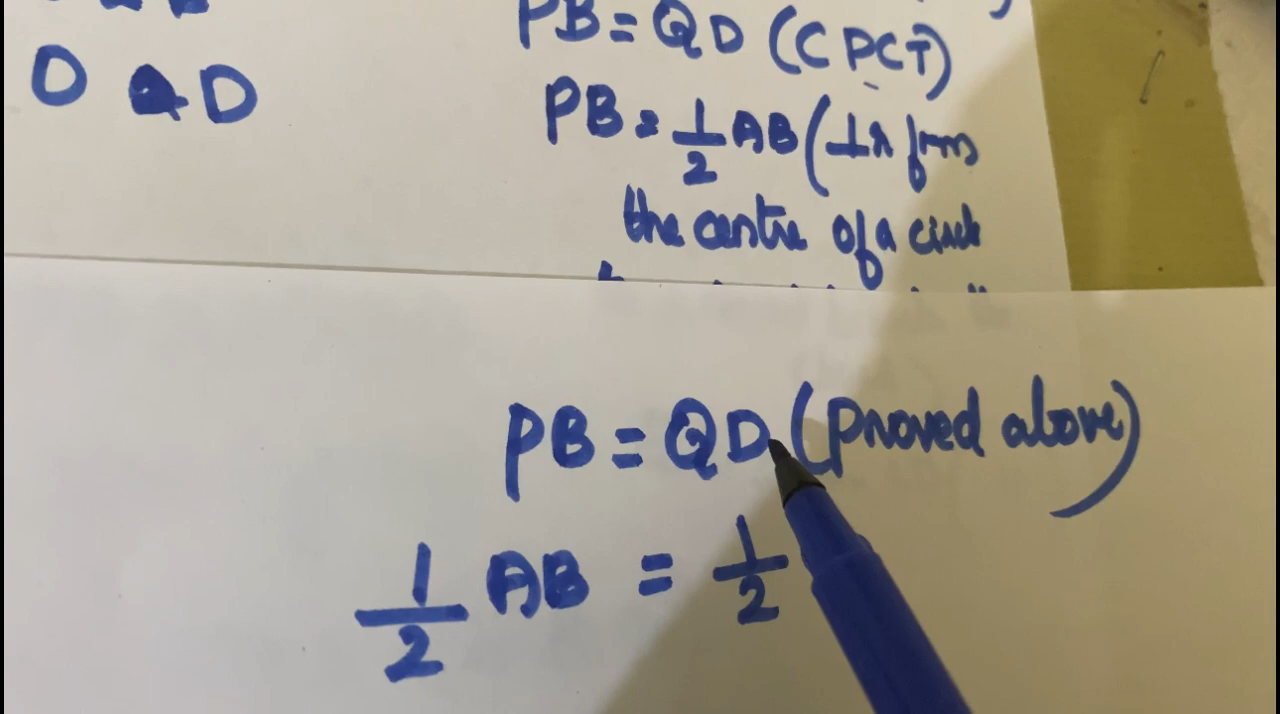 O Q D
PB = QD (CPCT)
PB = 1/2 AB (⊥r from
the centre of a circle
PB = QD (Proved above)
1/2 AB = 1/2